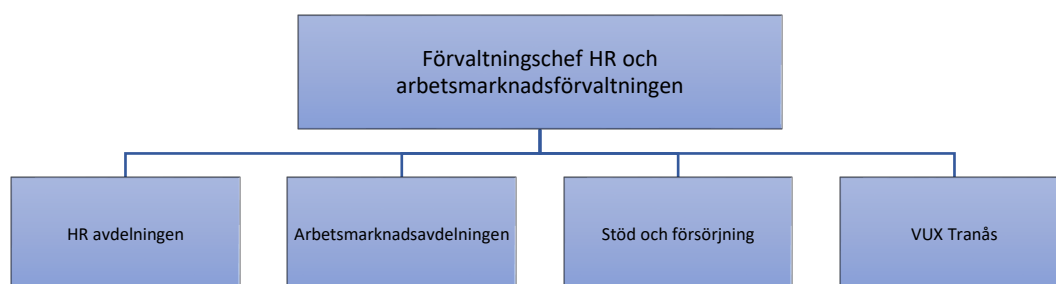 Förvaltningschef HR och
arbetsmarknadsförvaltningen
HR avdelningen
Arbetsmarknadsavdelningen
Stöd och försörjning
VUX Tranås